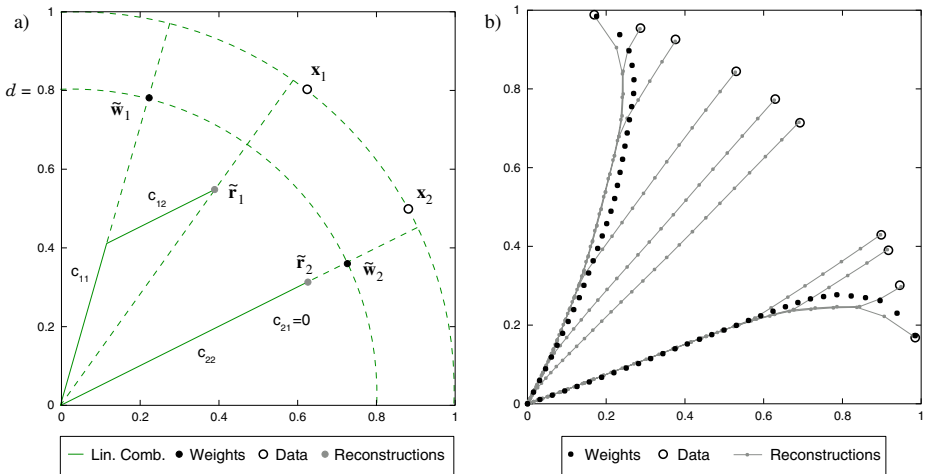 a)
b)
1
d = 0.8
0.6
0.4
0.2
0
0 0.2 0.4 0.6 0.8 1
x₁
x₂
w̃₁
w̃₂
r̃₁
r̃₂
c₁₂
c₁₁
c₂₁=0
c₂₂
Lin. Comb. Weights Data Reconstructions
1
0.8
0.6
0.4
0.2
0
0 0.2 0.4 0.6 0.8 1
Weights Data Reconstructions